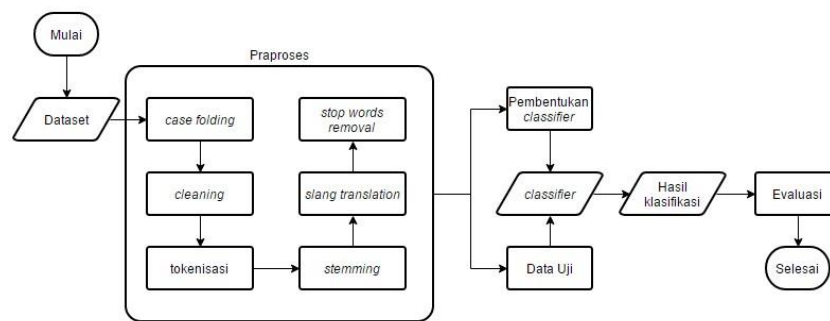 Mulai
Praproses
Dataset
case folding
cleaning
tokenisasi
stemming
slang translation
stop words
removal
Pembentukan
classifier
classifier
Data Uji
Hasil
klasifikasi
Evaluasi
Selesai